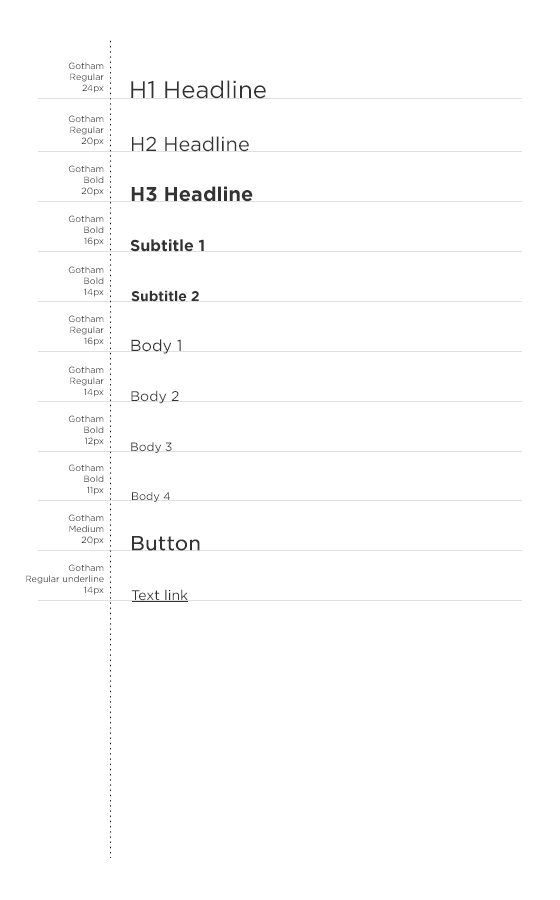 Gotham
Regular
24px
H1 Headline
Gotham
Regular
20px
H2 Headline
Gotham
Bold
20px
H3 Headline
Gotham
Bold
16px
Subtitle 1
Gotham
Bold
14px
Subtitle 2
Gotham
Regular
16px
Body 1
Gotham
Regular
14px
Body 2
Gotham
Bold
12px
Body 3
Gotham
Bold
11px
Body 4
Gotham
Medium
20px
Button
Gotham
Regular underline
14px
Text link